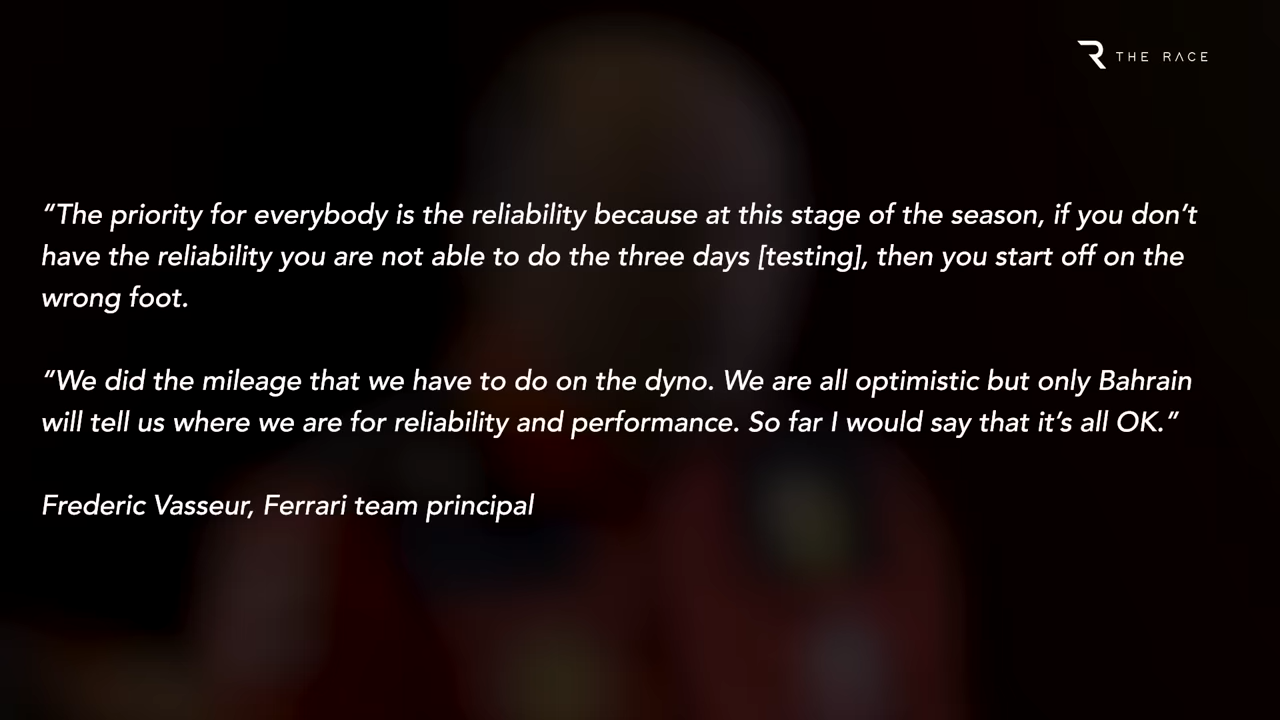 THE RACE
“The priority for everybody is the reliability because at this stage of the season, if you don’t
have the reliability you are not able to do the three days [testing], then you start off on the
wrong foot.
“We did the mileage that we have to do on the dyno. We are all optimistic but only Bahrain
will tell us where we are for reliability and performance. So far I would say that it’s all OK.”
Frederic Vasseur, Ferrari team principal